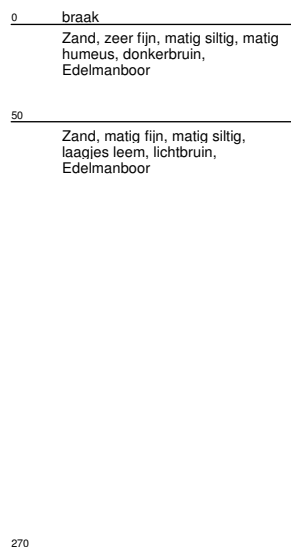 0 braak
Zand, zeer fijn, matig siltig, matig
humeus, donkerbruin,
Edelmanboor
50
Zand, matig fijn, matig siltig,
laagjes leem, lichtbruin,
Edelmanboor
270